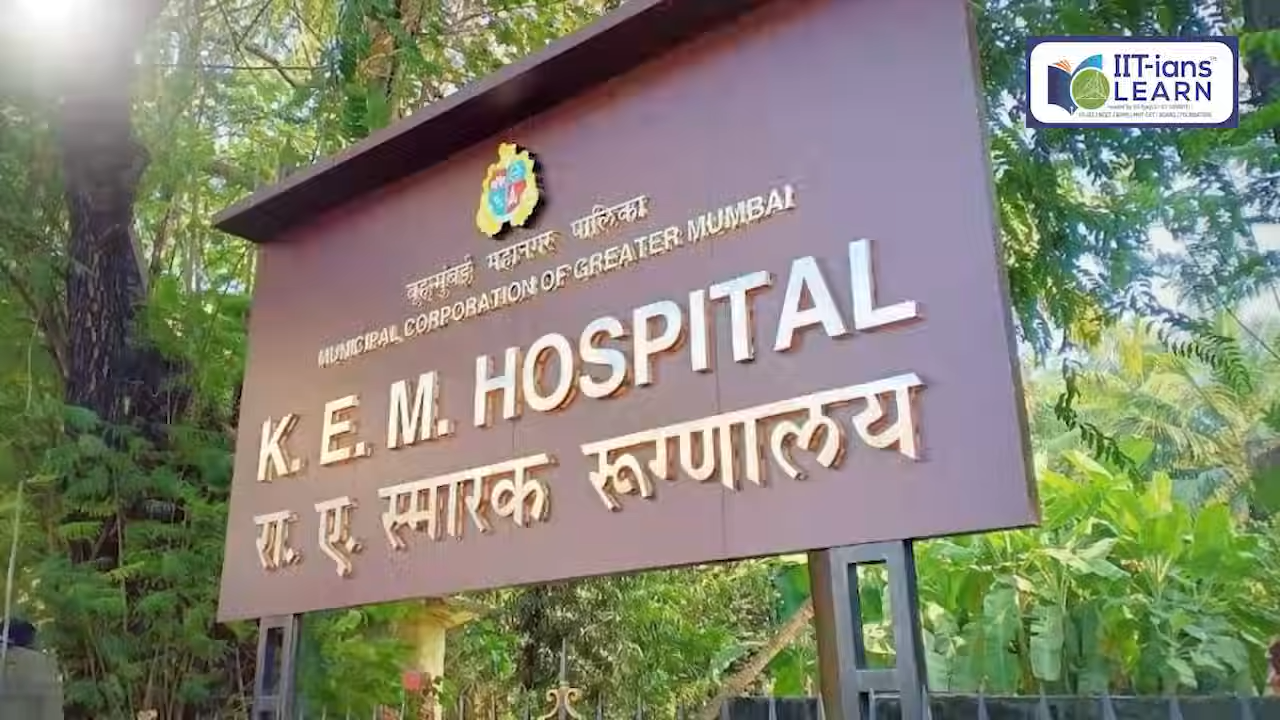 बृहन्मुंबई महानगर पालिका
MUNICIPAL CORPORATION OF GREATER MUMBAI
K. E. M. HOSPITAL
रा. ए. स्मारक रूग्णालय
IIT-ians
LEARN